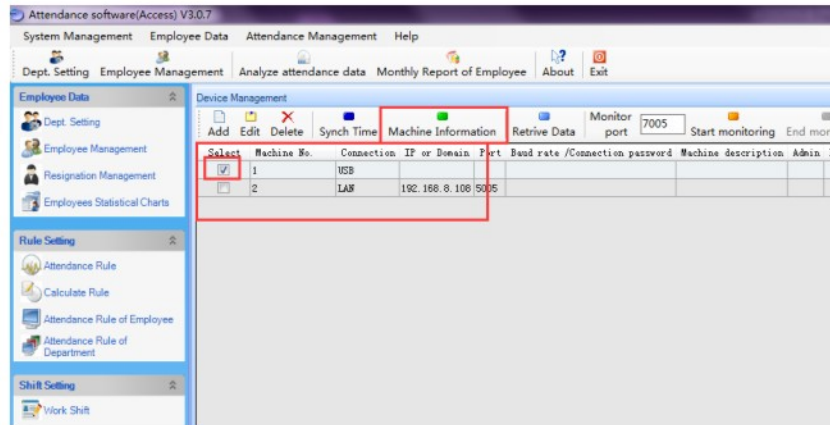 Attendance software(Access) V3.0.7
System Management Employee Data Attendance Management Help
Dept. Setting Employee Management Analyze attendance data Monthly Report of Employee About Exit
Employee Data
Dept. Setting
Employee Management
Resignation Management
Employees Statistical Charts
Rule Setting
Attendance Rule
Calculate Rule
Attendance Rule of Employee
Attendance Rule of
Department
Shift Setting
Work Shift
Device Management
Monitor
Add Edit Delete Synch Time Machine Information Retrive Data port 7005 Start monitoring End mor
Select Machine No. Connection IP or Domain Port Baud rate /Connection password Machine description Admin
1 USB
2 LAN 192.168.8.108 5005